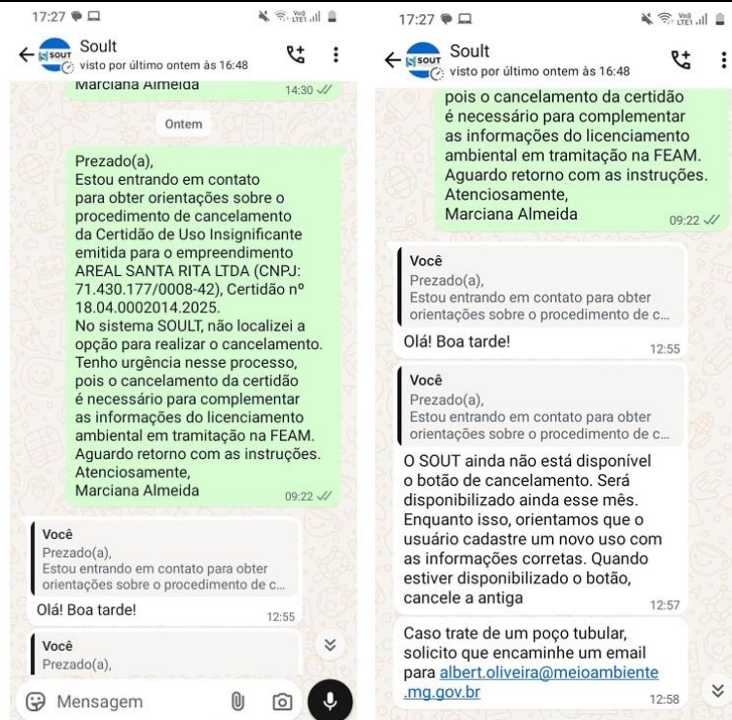 17:27
Soult
SOUT
visto por último ontem às 16:48
Marciana Almeida
14:30
Ontem
Prezado(a),
Estou entrando em contato
para obter orientações sobre o
procedimento de cancelamento
da Certidão de Uso Insignificante
emitida para o empreendimento
AREAL SANTA RITA LTDA (CNPJ:
71.430.177/0008-42), Certidão nº
18.04.0002014.2025.
No sistema SOULT, não localizei a
opção para realizar o cancelamento.
Tenho urgência nesse processo,
pois o cancelamento da certidão
é necessário para complementar
as informações do licenciamento
ambiental em tramitação na FEAM.
Aguardo retorno com as instruções.
Atenciosamente,
Marciana Almeida
09:22
Você
Prezado(a),
Estou entrando em contato para obter
orientações sobre o procedimento de c...
Olá! Boa tarde!
12:55
Você
Prezado(a),
Mensagem
17:27
Soult
SOUT
visto por último ontem às 16:48
pois o cancelamento da certidão
é necessário para complementar
as informações do licenciamento
ambiental em tramitação na FEAM.
Aguardo retorno com as instruções.
Atenciosamente,
Marciana Almeida
09:22
Você
Prezado(a),
Estou entrando em contato para obter
orientações sobre o procedimento de c...
Olá! Boa tarde!
12:55
Você
Prezado(a),
Estou entrando em contato para obter
orientações sobre o procedimento de c...
O SOUT ainda não está disponível
o botão de cancelamento. Será
disponibilizado ainda esse mês.
Enquanto isso, orientamos que o
usuário cadastre um novo uso com
as informações corretas. Quando
estiver disponibilizado o botão,
cancele a antiga
12:57
Caso trate de um poço tubular,
solicito que encaminhe um email
para albert.oliveira@meioambiente
.mg.gov.br
12:58